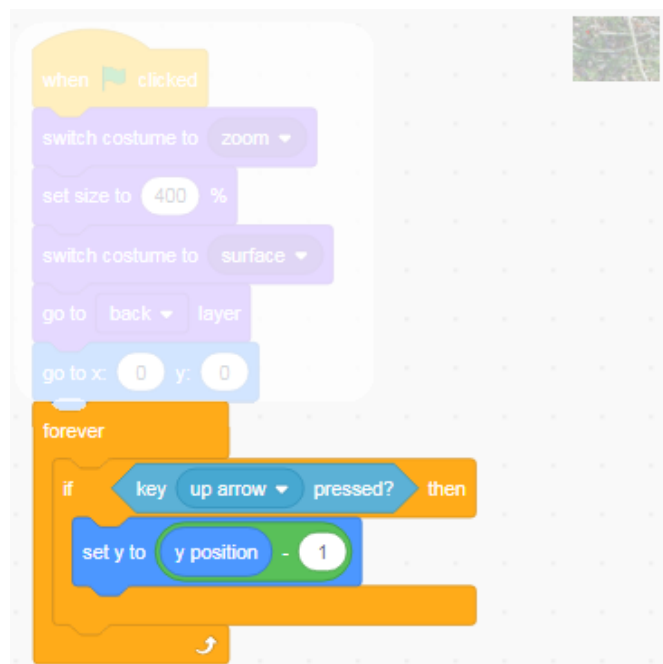 when clicked
switch costume to zoom
set size to 400 %
switch costume to surface
go to back layer
go to x: 0 y: 0
forever
if key up arrow pressed? then
set y to y position - 1